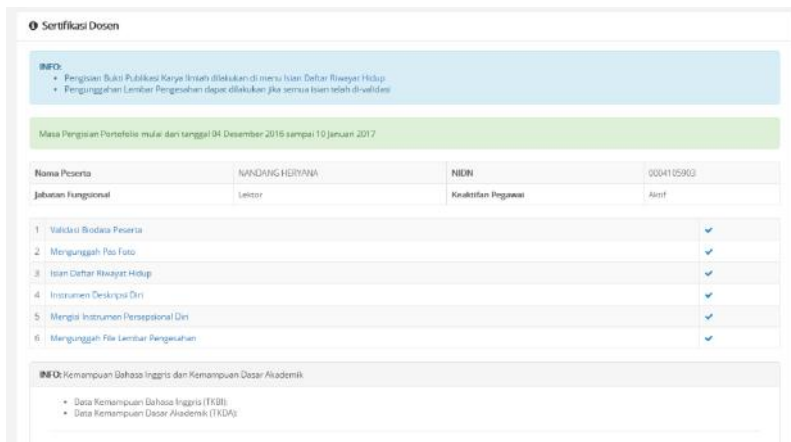 Sertifikasi Dosen
INFO:
Pengisian Bukti Publikasi Karya Ilmiah dilakukan di menu Isian Daftar Riwayat Hidup
Pengunggahan Lembar Pengesahan dapat dilakukan jika semua isian telah di-validasi
Masa Pengisian Portofolio mulai dari tanggal 04 Desember 2016 sampai 10 Januari 2017
Nama Peserta NANDANG HERYANA NIDN 0004105903
Jabatan Fungsional Lektor Keaktifan Pegawai Aktif
1 Validasi Biodata Peserta
2 Mengunggah Pas Foto
3 Isian Daftar Riwayat Hidup
4 Instrumen Deskripsi Diri
5 Mengisi Instrumen Persepsional Diri
6 Mengunggah File Lembar Pengesahan
INFO: Kemampuan Bahasa Inggris dan Kemampuan Dasar Akademik
Data Kemampuan Bahasa Inggris (TKBI):
Data Kemampuan Dasar Akademik (TKDA):